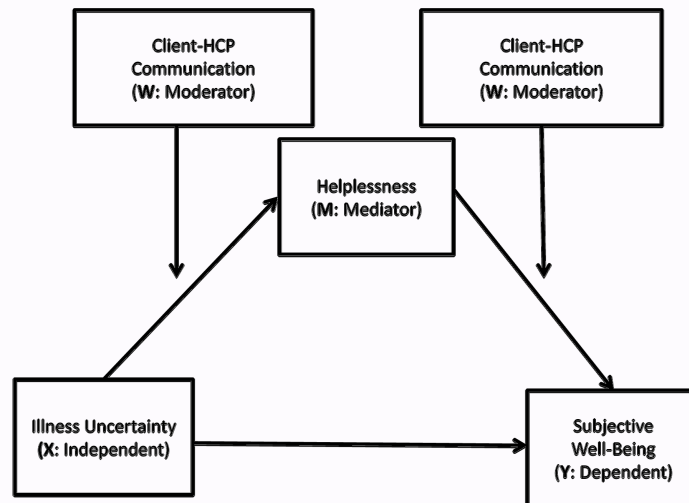 Client-HCP
Communication
(W: Moderator)
Client-HCP
Communication
(W: Moderator)
Helplessness
(M: Mediator)
Illness Uncertainty
(X: Independent)
Subjective
Well-Being
(Y: Dependent)